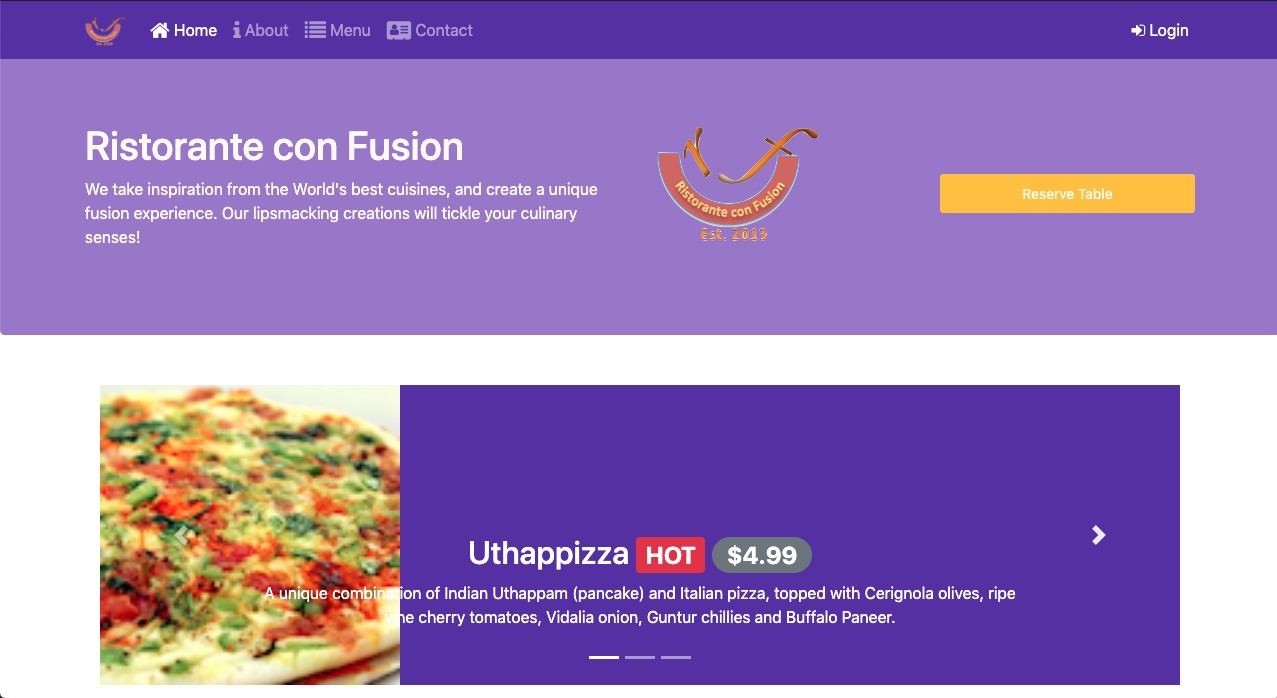 Home About Menu Contact Login
Ristorante con Fusion
We take inspiration from the World's best cuisines, and create a unique
fusion experience. Our lipsmacking creations will tickle your culinary
senses!
Ristorante con Fusion
Est. 2013
Reserve Table
Uthappizza HOT $4.99
A unique combination of Indian Uthappam (pancake) and Italian pizza, topped with Cerignola olives, ripe
vine cherry tomatoes, Vidalia onion, Guntur chillies and Buffalo Paneer.